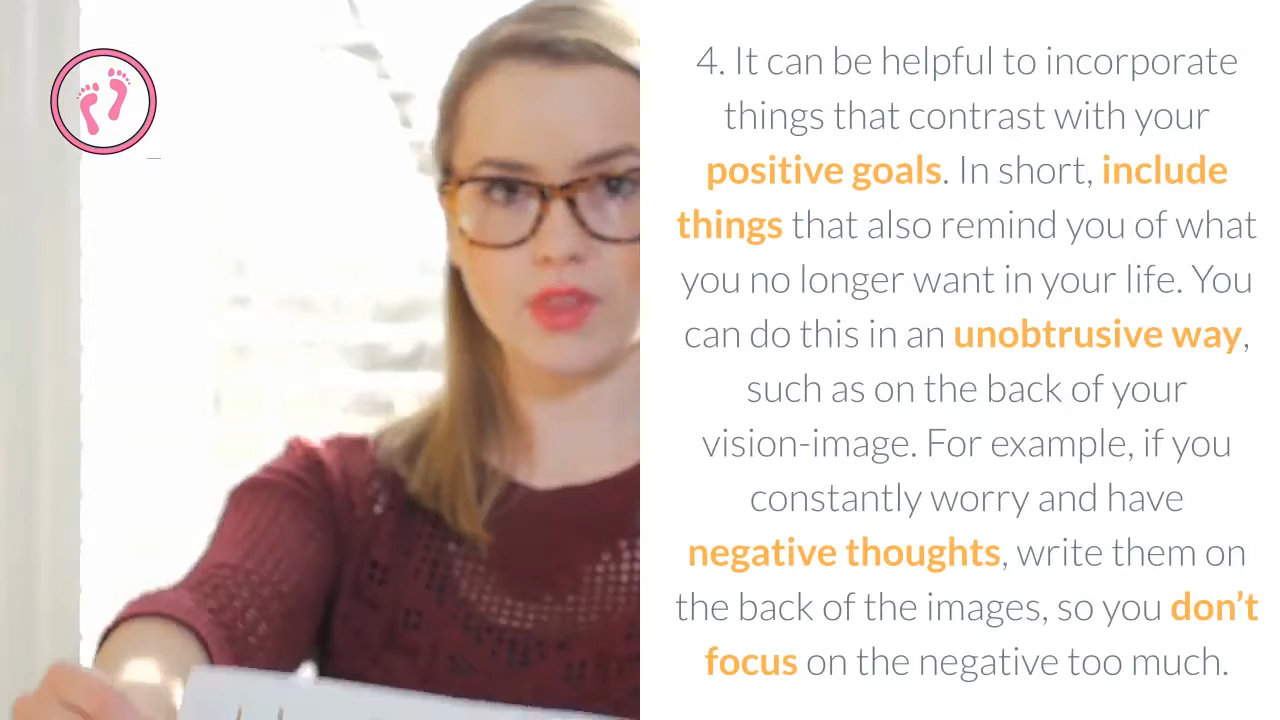 4. It can be helpful to incorporate
things that contrast with your
positive goals. In short, include
things that also remind you of what
you no longer want in your life. You
can do this in an unobtrusive way,
such as on the back of your
vision-image. For example, if you
constantly worry and have
negative thoughts, write them on
the back of the images, so you don't
focus on the negative too much.